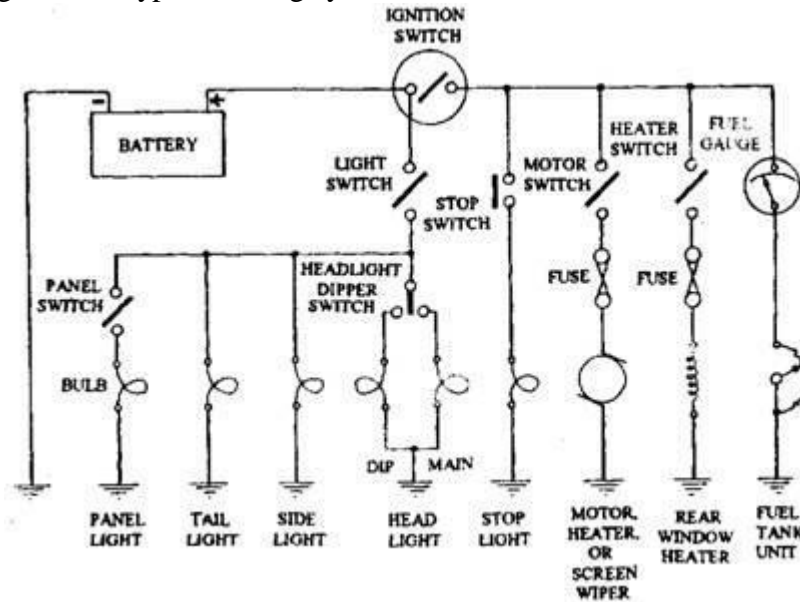 IGNITION
SWITCH
-
+
BATTERY
LIGHT
SWITCH
STOP
SWITCH
MOTOR
SWITCH
HEATER
SWITCH
FUEL
GAUGE
PANEL
SWITCH
HEADLIGHT
DIPPER
SWITCH
FUSE
FUSE
BULB
DIP
MAIN
PANEL
LIGHT
TAIL
LIGHT
SIDE
LIGHT
HEAD
LIGHT
STOP
LIGHT
MOTOR,
HEATER,
OR
SCREEN
WIPER
REAR
WINDOW
HEATER
FUEL
TANK
UNIT